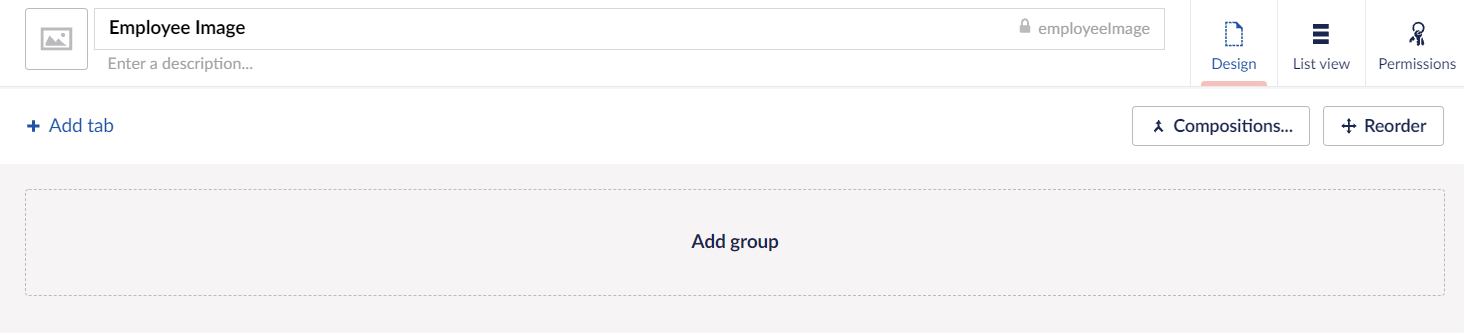 Employee Image
employeeImage
Enter a description...
Design
List view
Permissions
Add tab
Compositions...
Reorder
Add group